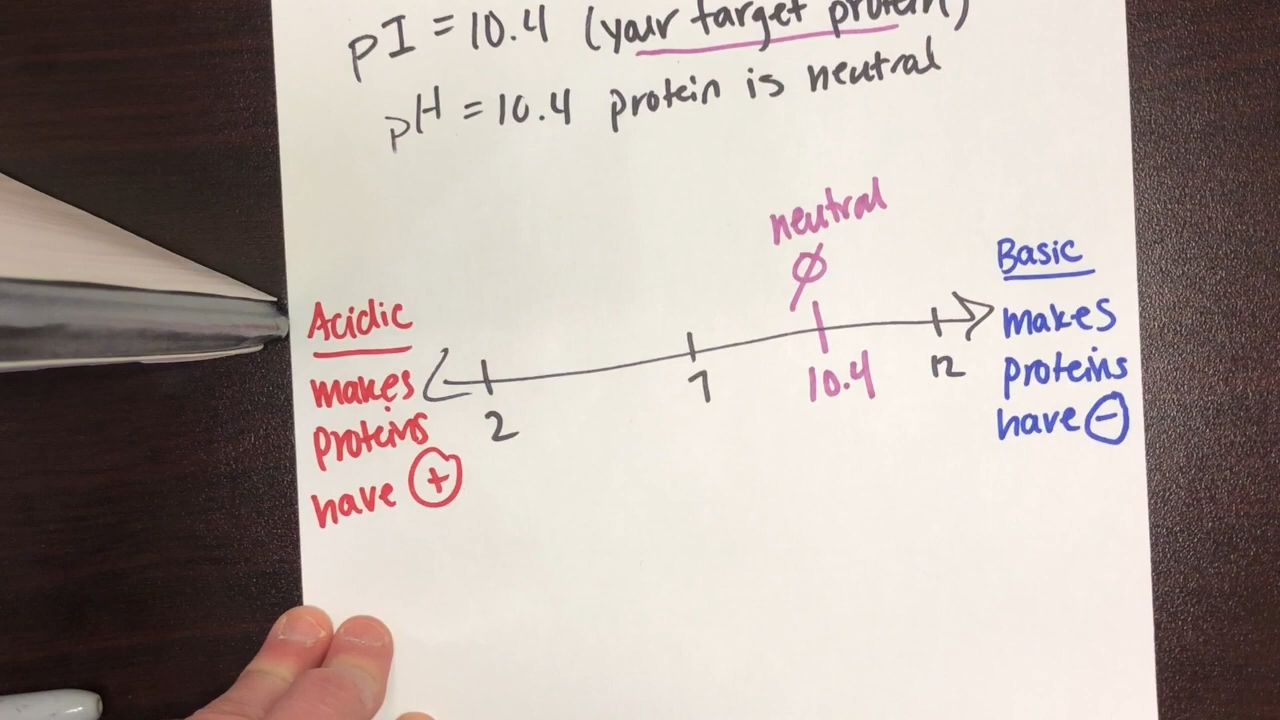 pI = 10.4 (your target protein)
pH = 10.4 protein is neutral
neutral
Ø
Basic
makes
proteins
have -
Acidic
makes
proteins
have +
2
7
10.4
12